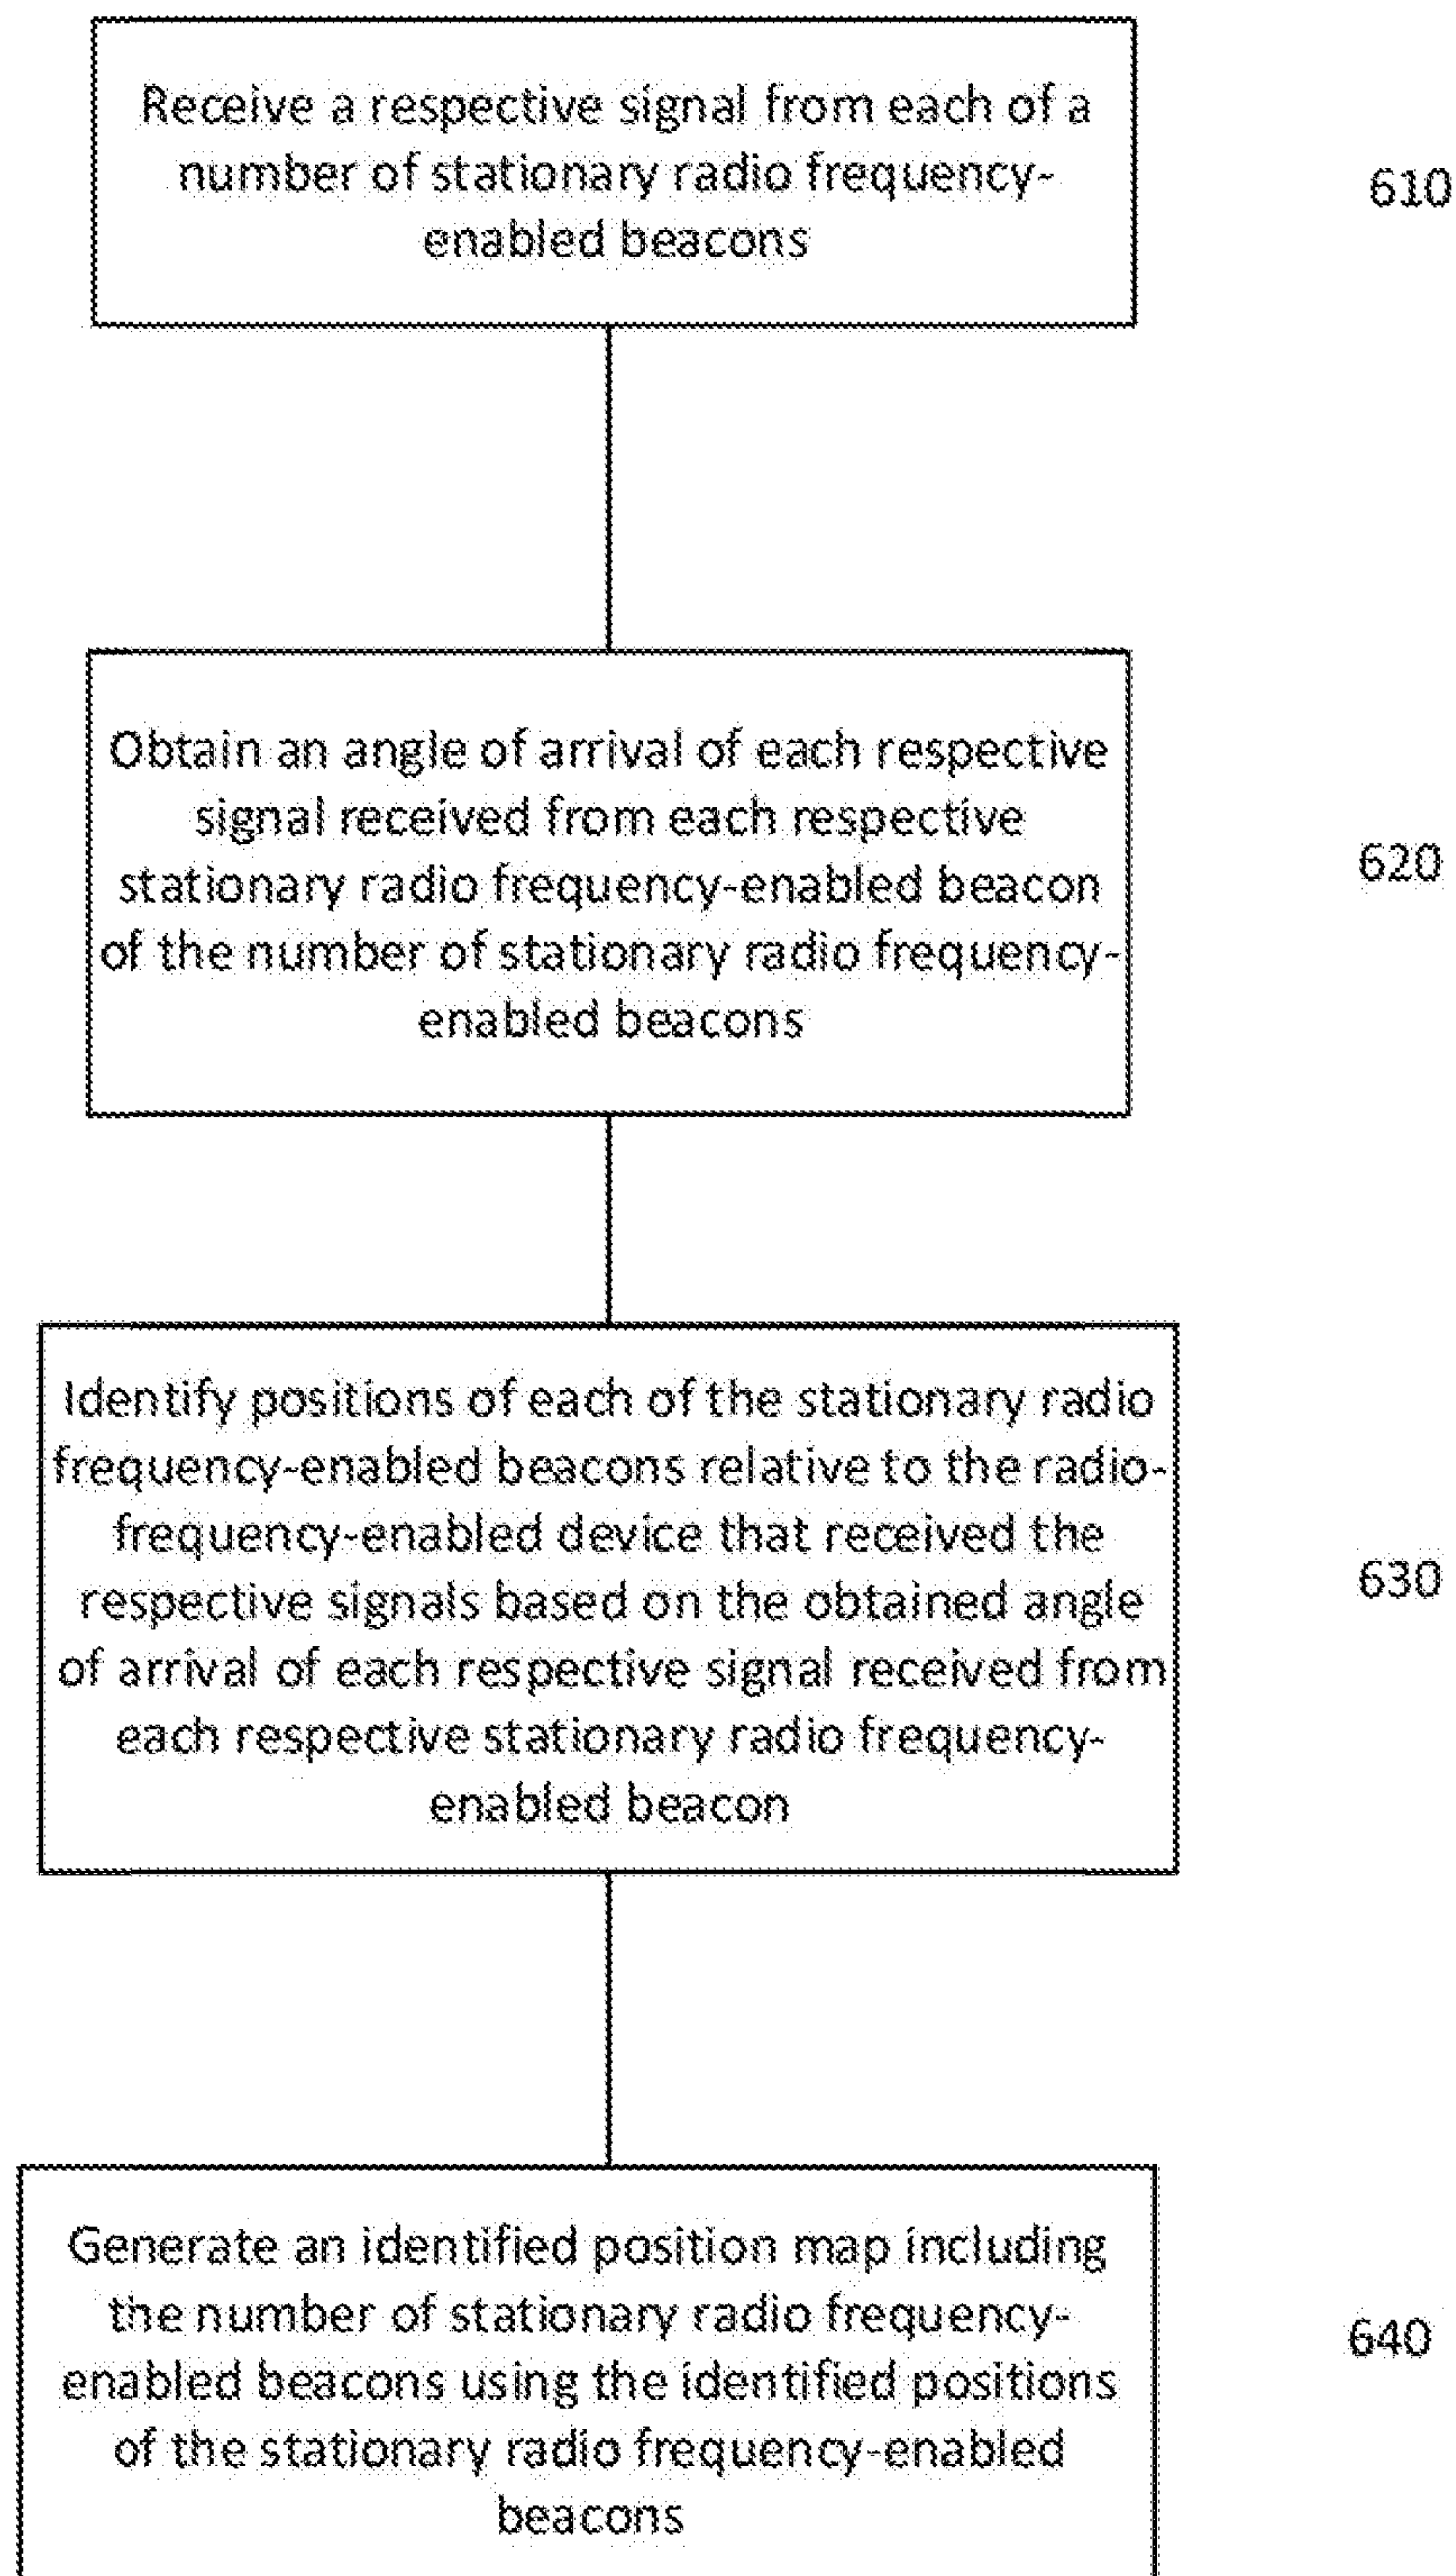 Receive a respective signal from each of a
number of stationary radio frequency-
enabled beacons
610
Obtain an angle of arrival of each respective
signal received from each respective
stationary radio frequency-enabled beacon
of the number of stationary radio frequency-
enabled beacons
620
Identify positions of each of the stationary radio
frequency-enabled beacons relative to the radio-
frequency-enabled device that received the
respective signals based on the obtained angle
of arrival of each respective signal received from
each respective stationary radio frequency-
enabled beacon
630
Generate an identified position map including
the number of stationary radio frequency-
enabled beacons using the identified positions
of the stationary radio frequency-enabled
beacons
640